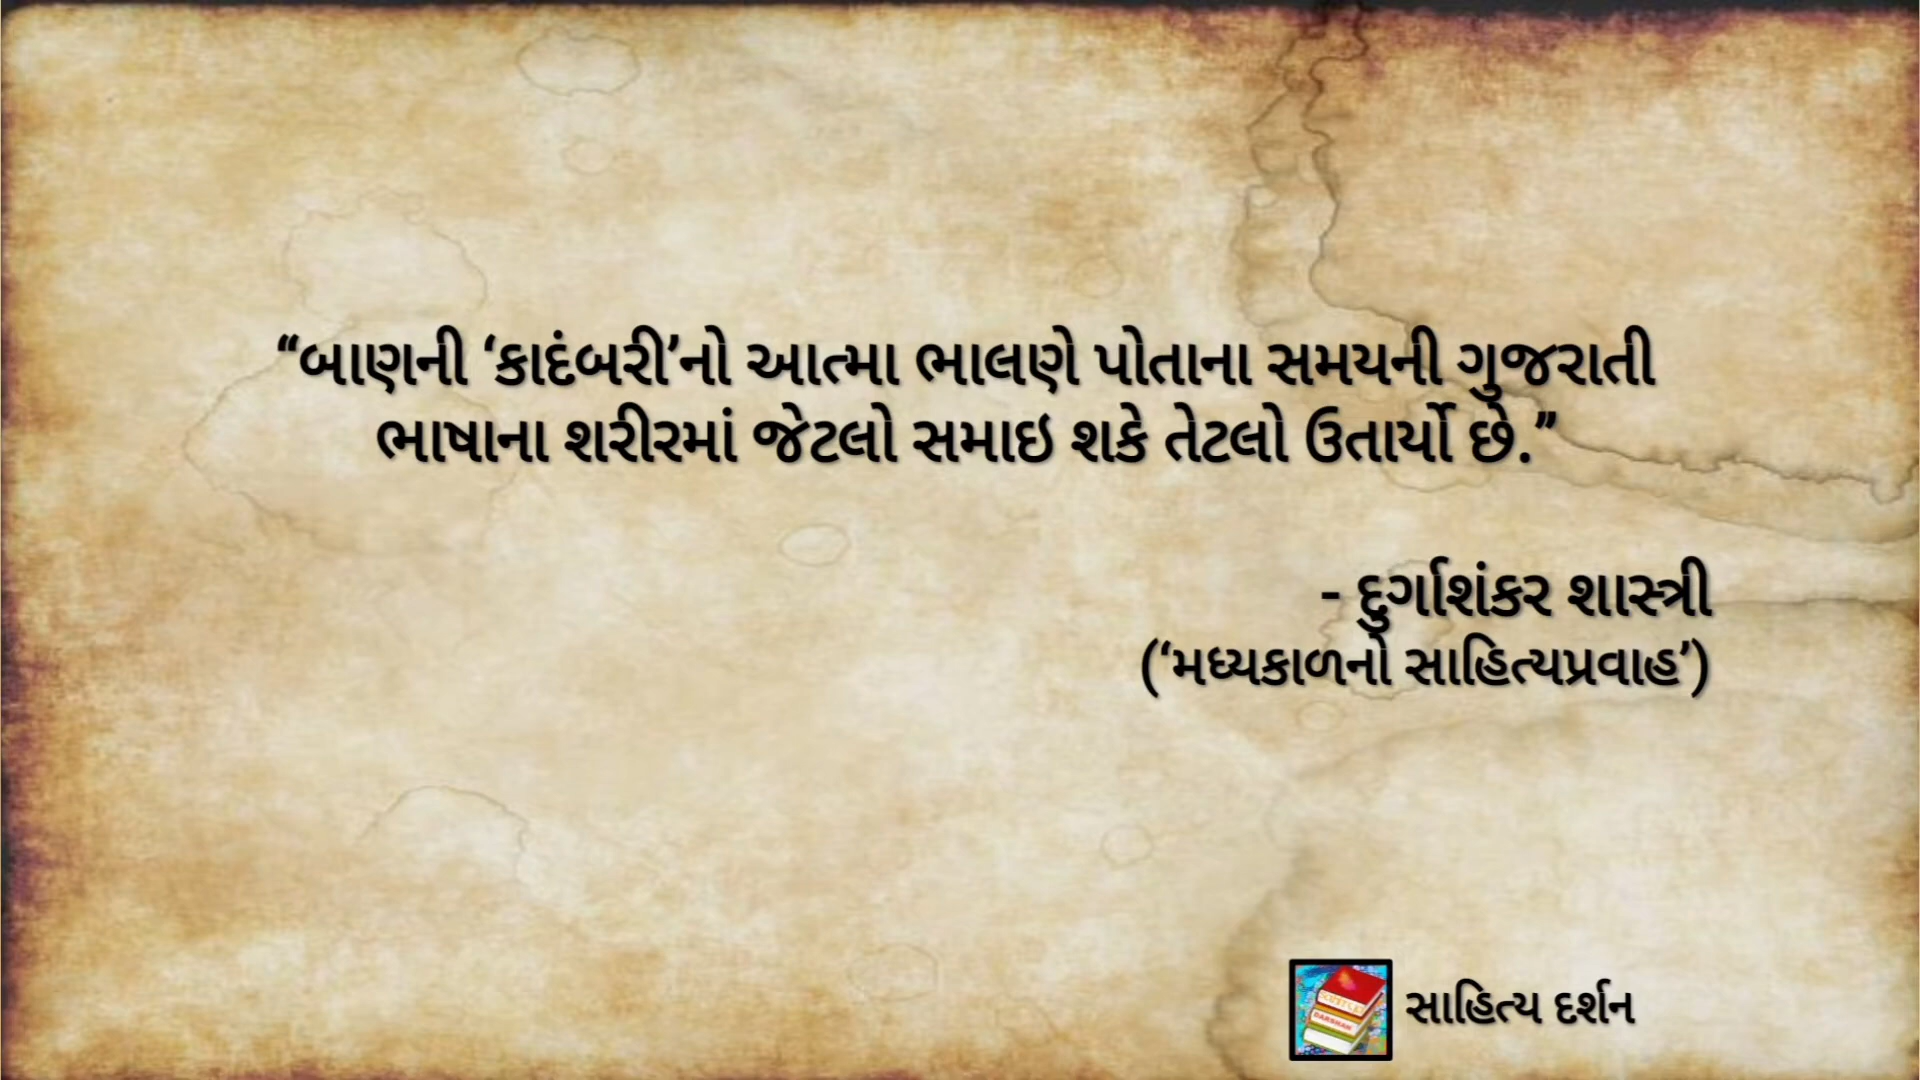 “બાણની ‘કાદંબરી’નો આત્મા ભાલણે પોતાના સમયની ગુજરાતી
ભાષાના શરીરમાં જેટલો સમાઇ શકે તેટલો ઉતાર્યો છે.”
- દુર્ગાશંકર શાસ્ત્રી
(‘મધ્યકાળનો સાહિત્યપ્રવાહ’)
DARSHAN
સાહિત્ય દર્શન